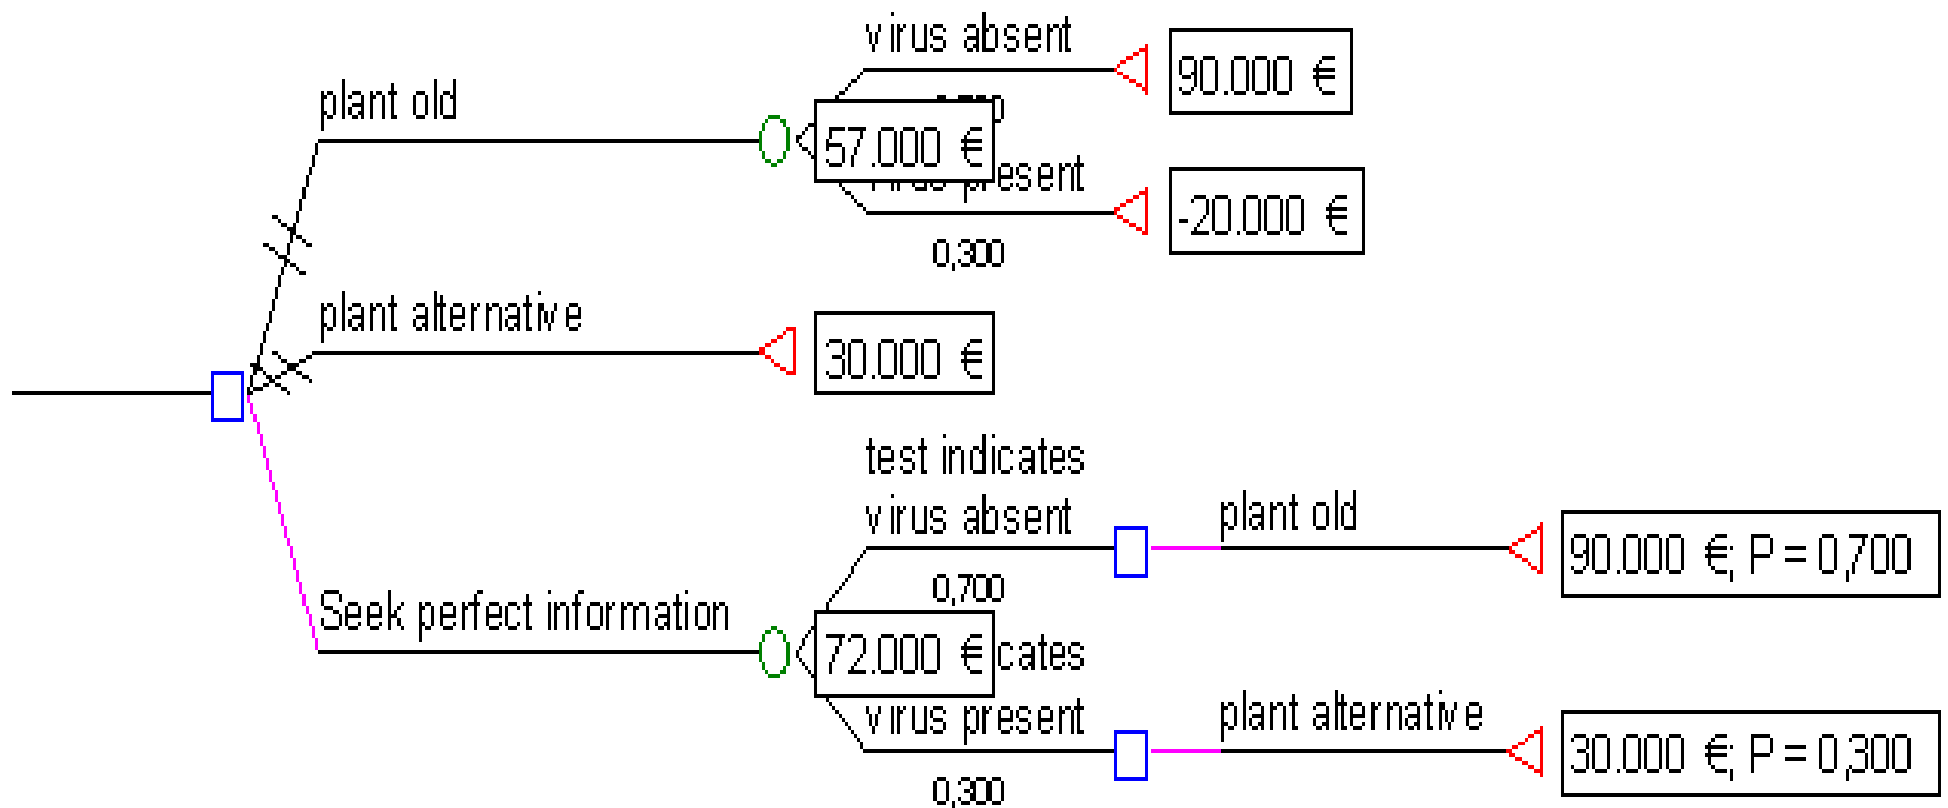 virus absent
90.000 €
plant old
57.000 €
present
-20.000 €
0,300
plant alternative
30.000 €
test indicates
virus absent
plant old
90.000 €; P = 0,700
0,700
Seek perfect information
72.000 €
cates
virus present
plant alternative
30.000 €; P = 0,300
0,300